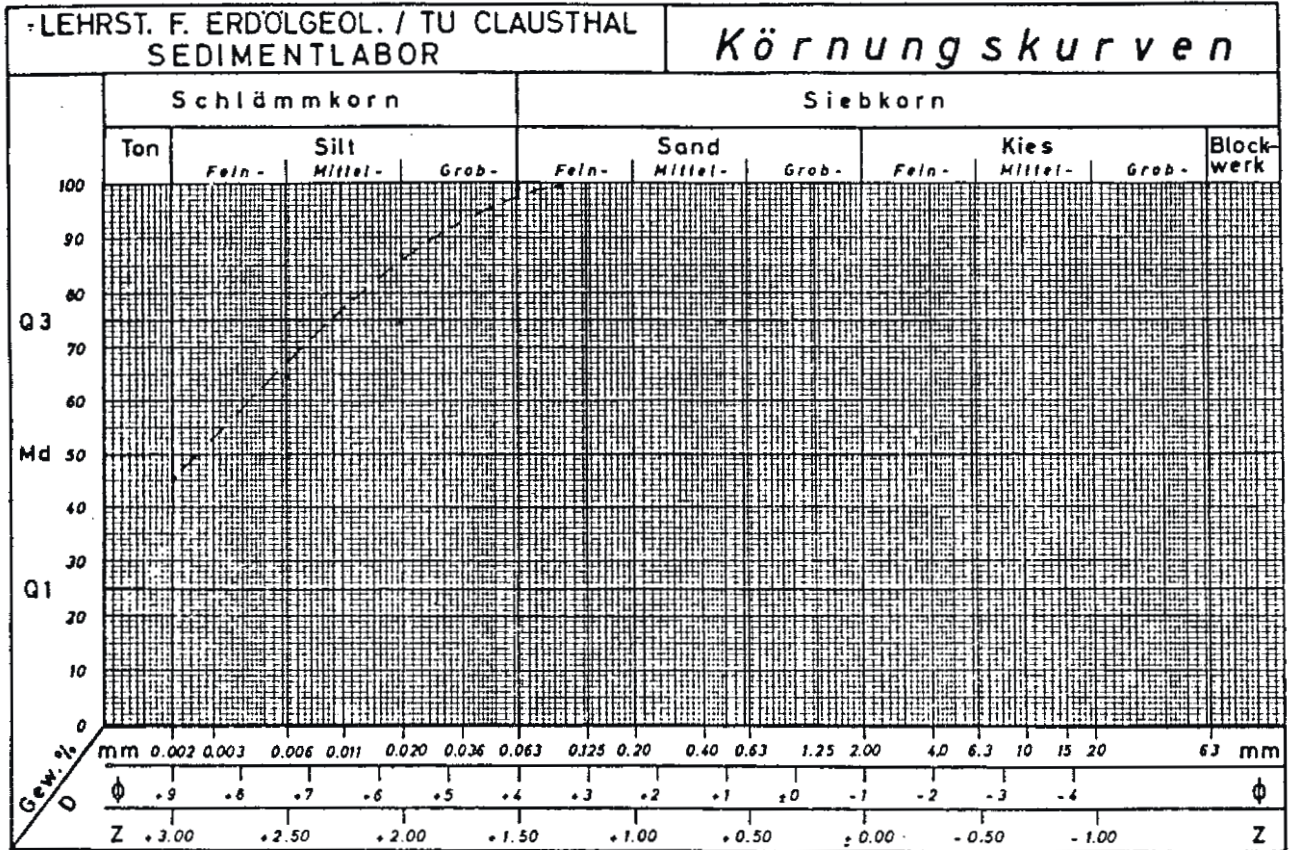 LEHRST. F. ERDÖLGEOL. / TU CLAUSTHAL
SEDIMENTLABOR
Körnungskurven
Schlämmkorn Siebkorn
Ton Silt Sand Kies Block-
werk
Fein- Mittel- Grob- Fein- Mittel- Grob- Fein- Mittel- Grob-
100
90
80
Q3
70
60
Md 50
40
30
Q1
20
10
0
Gew. %
D
mm 0.002 0.003 0.006 0.011 0.020 0.036 0.063 0.125 0.20 0.40 0.63 1.25 2.00 4,0 6.3 10 15 20 63 mm
ϕ +9 +8 +7 +6 +5 +4 +3 +2 +1 ±0 -1 -2 -3 -4 ϕ
Z +3.00 +2.50 +2.00 +1.50 +1.00 +0.50 ±0.00 -0.50 -1.00 Z